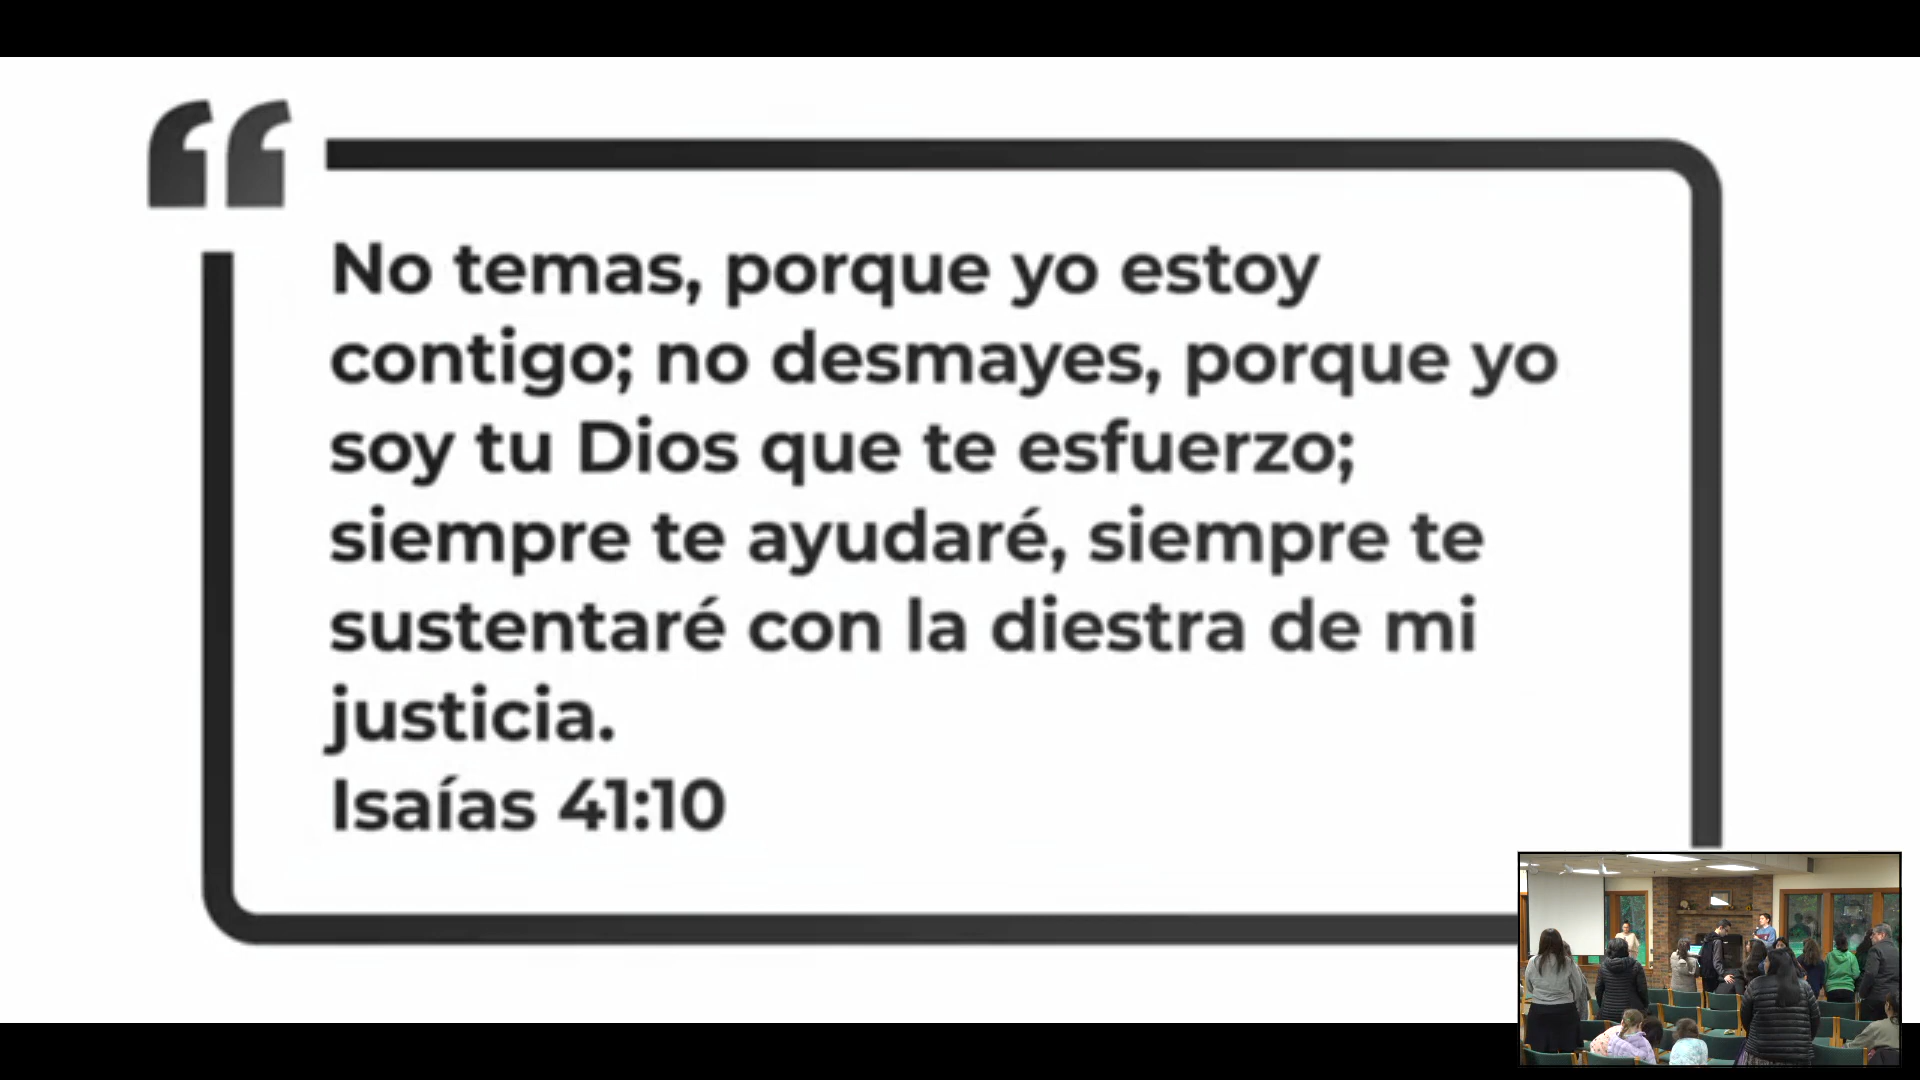 No temas, porque yo estoy
contigo; no desmayes, porque yo
soy tu Dios que te esfuerzo;
siempre te ayudaré, siempre te
sustentaré con la diestra de mi
justicia.
Isaías 41:10